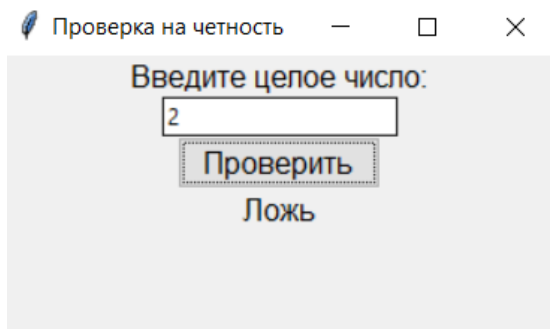 Проверка на четность
Введите целое число:
2
Проверить
Ложь